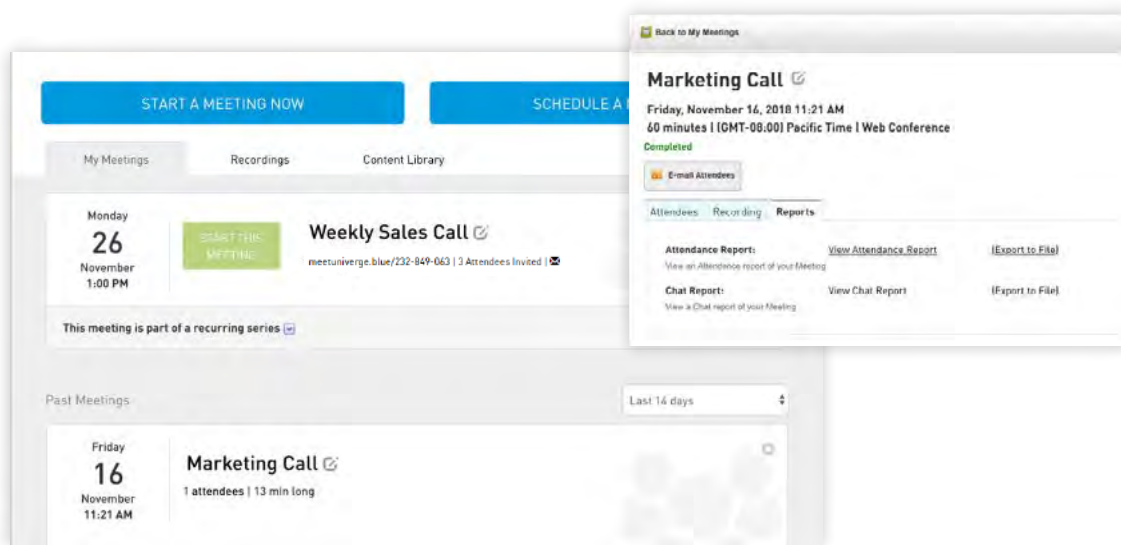 START A MEETING NOW
SCHEDULE A
My Meetings
Recordings
Content Library
Monday
26
November
1:00 PM
START THIS
MEETING
Weekly Sales Call
meetuniverge.blue/232-849-063 | 3 Attendees Invited |
This meeting is part of a recurring series
Past Meetings
Last 14 days
Friday
16
November
11:21 AM
Marketing Call
1 attendees | 13 min long
Back to My Meetings
Marketing Call
Friday, November 16, 2018 11:21 AM
60 minutes | (GMT-08:00) Pacific Time | Web Conference
Completed
E-mail Attendees
Attendees
Recording
Reports
Attendance Report:
View Attendance Report
(Export to File)
View an Attendance report of your Meeting
Chat Report:
View Chat Report
(Export to File)
View a Chat report of your Meeting